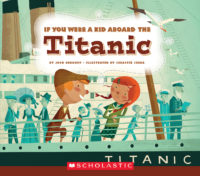 IF YOU WERE A KID ABOARD THE
Titanic
SCHOLASTIC
TITANIC